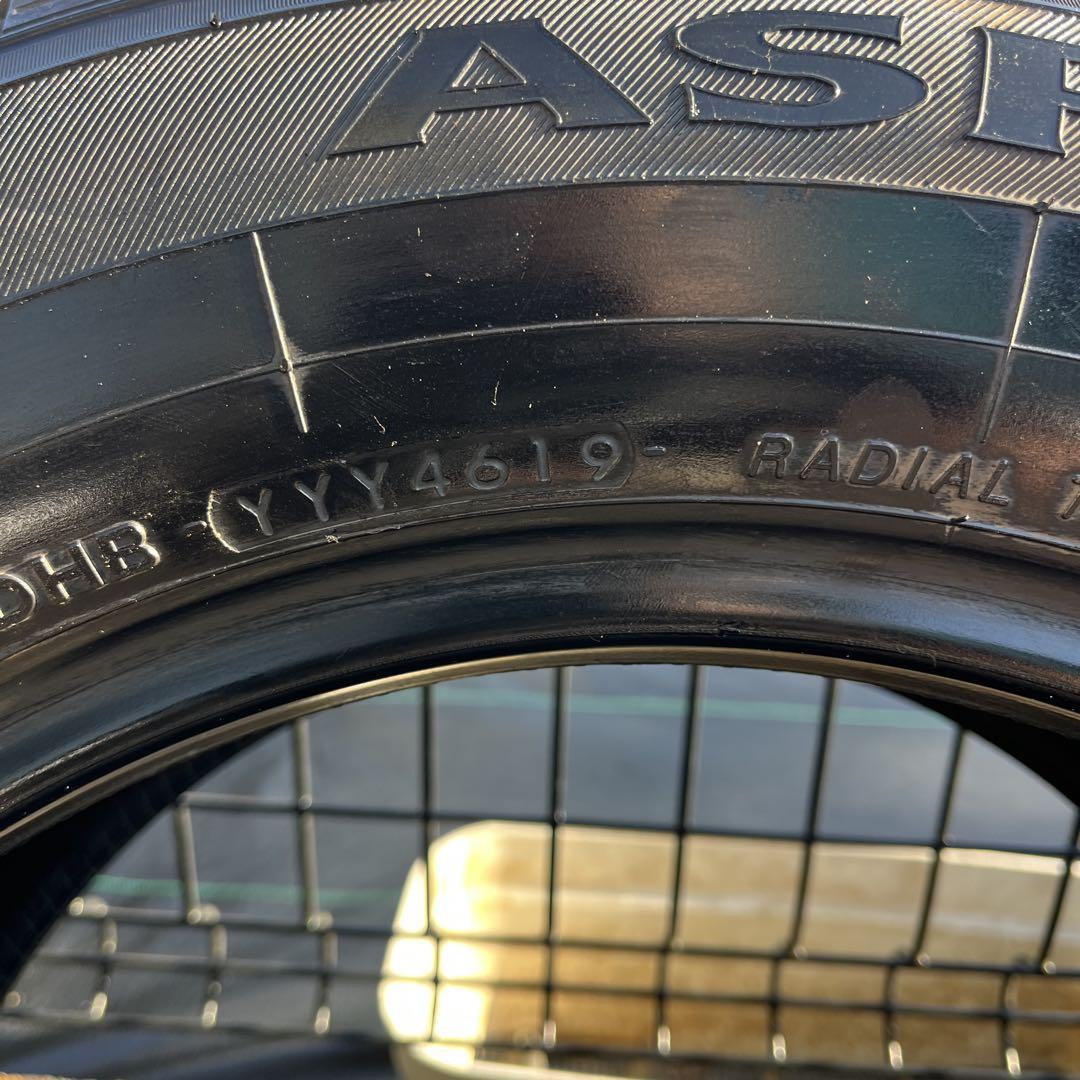 ASP
DHB - YYY4619 - RADIAL T